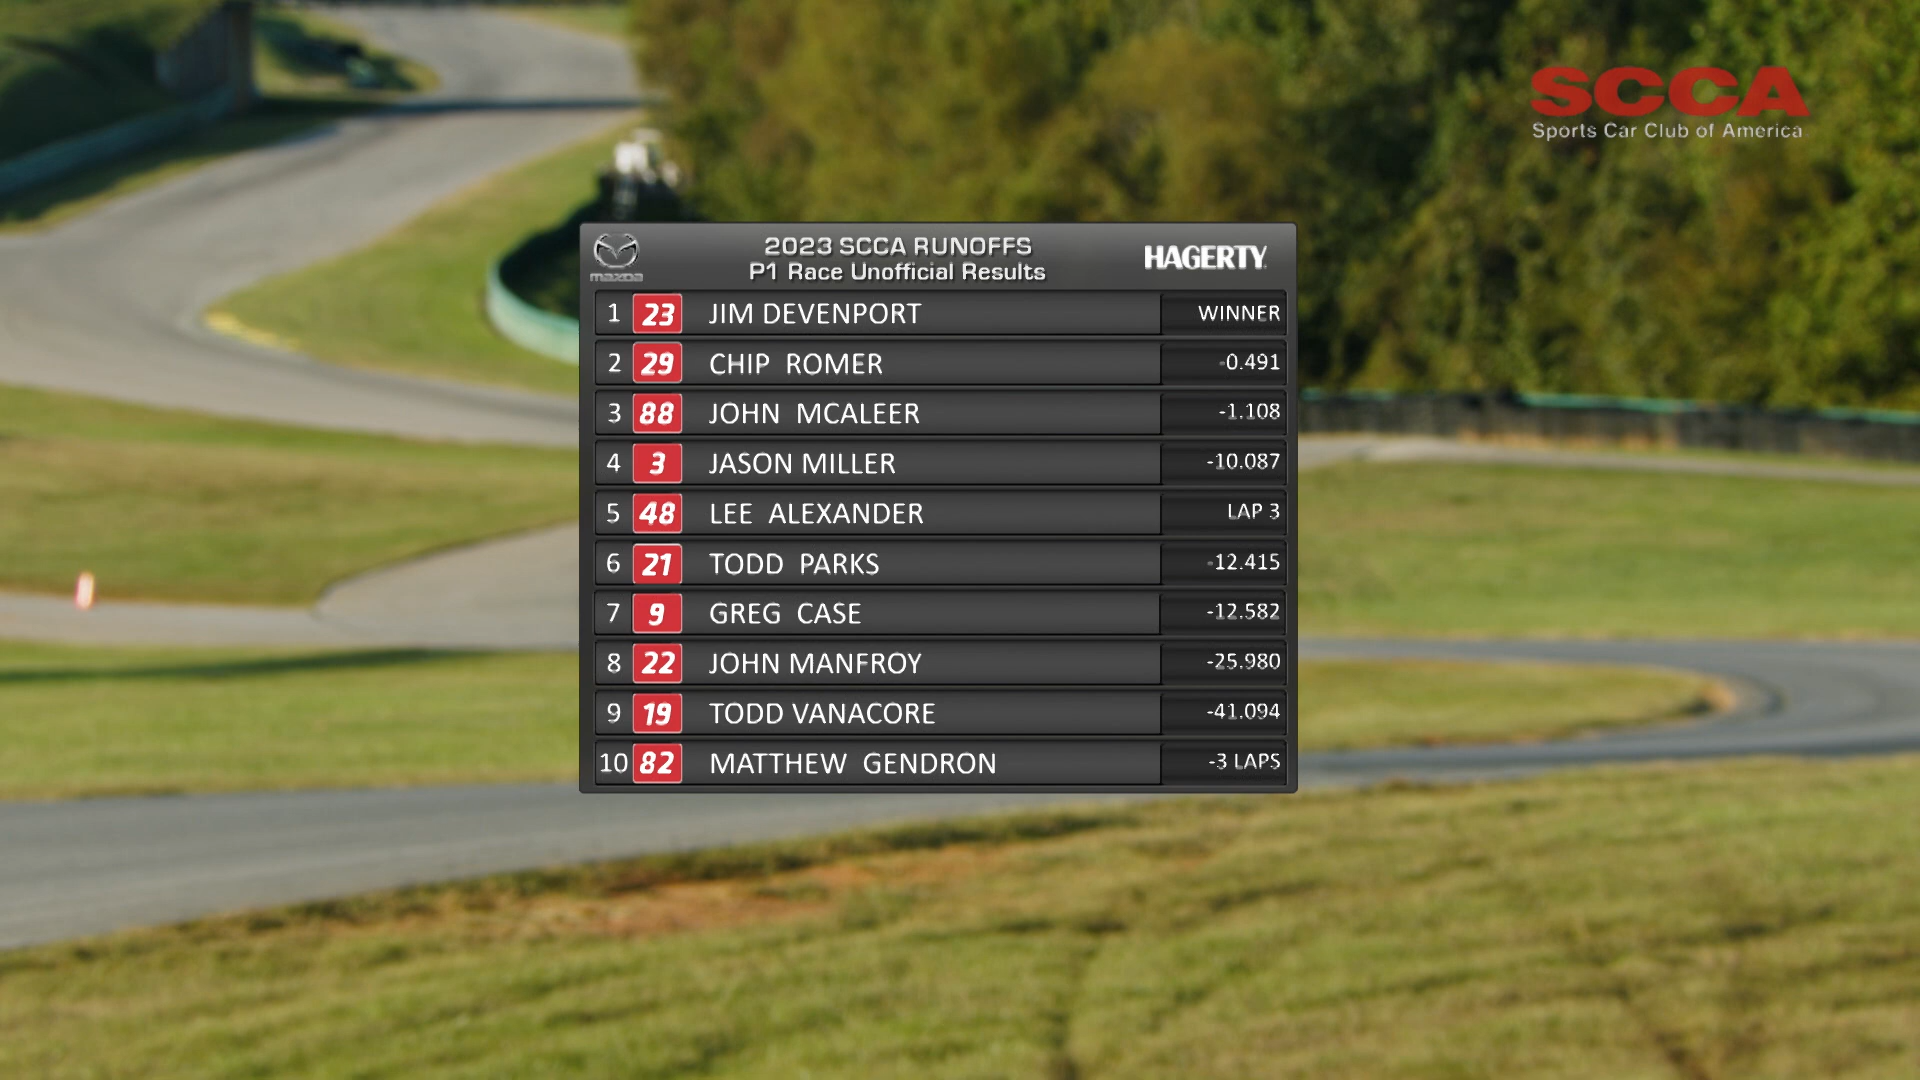 SCCA
Sports Car Club of America
2023 SCCA RUNOFFS
P1 Race Unofficial Results
mazda
HAGERTY
1 23 JIM DEVENPORT WINNER
2 29 CHIP ROMER -0.491
3 88 JOHN MCALEER -1.108
4 3 JASON MILLER -10.087
5 48 LEE ALEXANDER LAP 3
6 21 TODD PARKS -12.415
7 9 GREG CASE -12.582
8 22 JOHN MANFROY -25.980
9 19 TODD VANACORE -41.094
10 82 MATTHEW GENDRON -3 LAPS